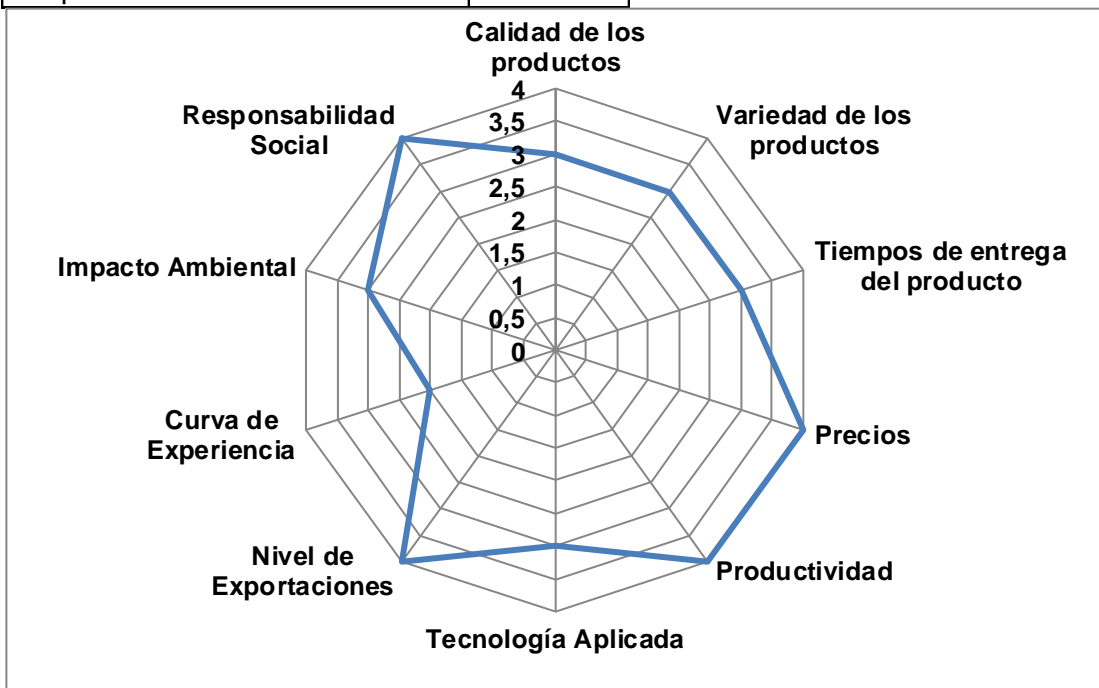 Calidad de los
productos
4
3,5
3
2,5
2
1,5
1
0,5
0
Variedad de los
productos
Tiempos de entrega
del producto
Precios
Productividad
Tecnología Aplicada
Nivel de
Exportaciones
Curva de
Experiencia
Impacto Ambiental
Responsabilidad
Social